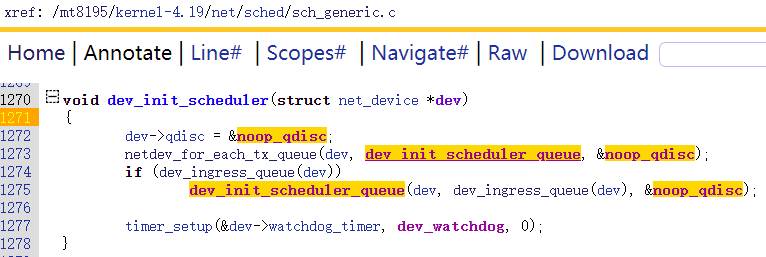 xref: /mt8195/kernel-4.19/net/sched/sch_generic.c
Home | Annotate | Line# | Scopes# | Navigate# | Raw | Download
1269
1270 void dev_init_scheduler(struct net_device *dev)
1271 {
1272 dev->qdisc = &noop_qdisc;
1273 netdev_for_each_tx_queue(dev, dev_init_scheduler_queue, &noop_qdisc);
1274 if (dev_ingress_queue(dev))
1275 dev_init_scheduler_queue(dev, dev_ingress_queue(dev), &noop_qdisc);
1276
1277 timer_setup(&dev->watchdog_timer, dev_watchdog, 0);
1278 }